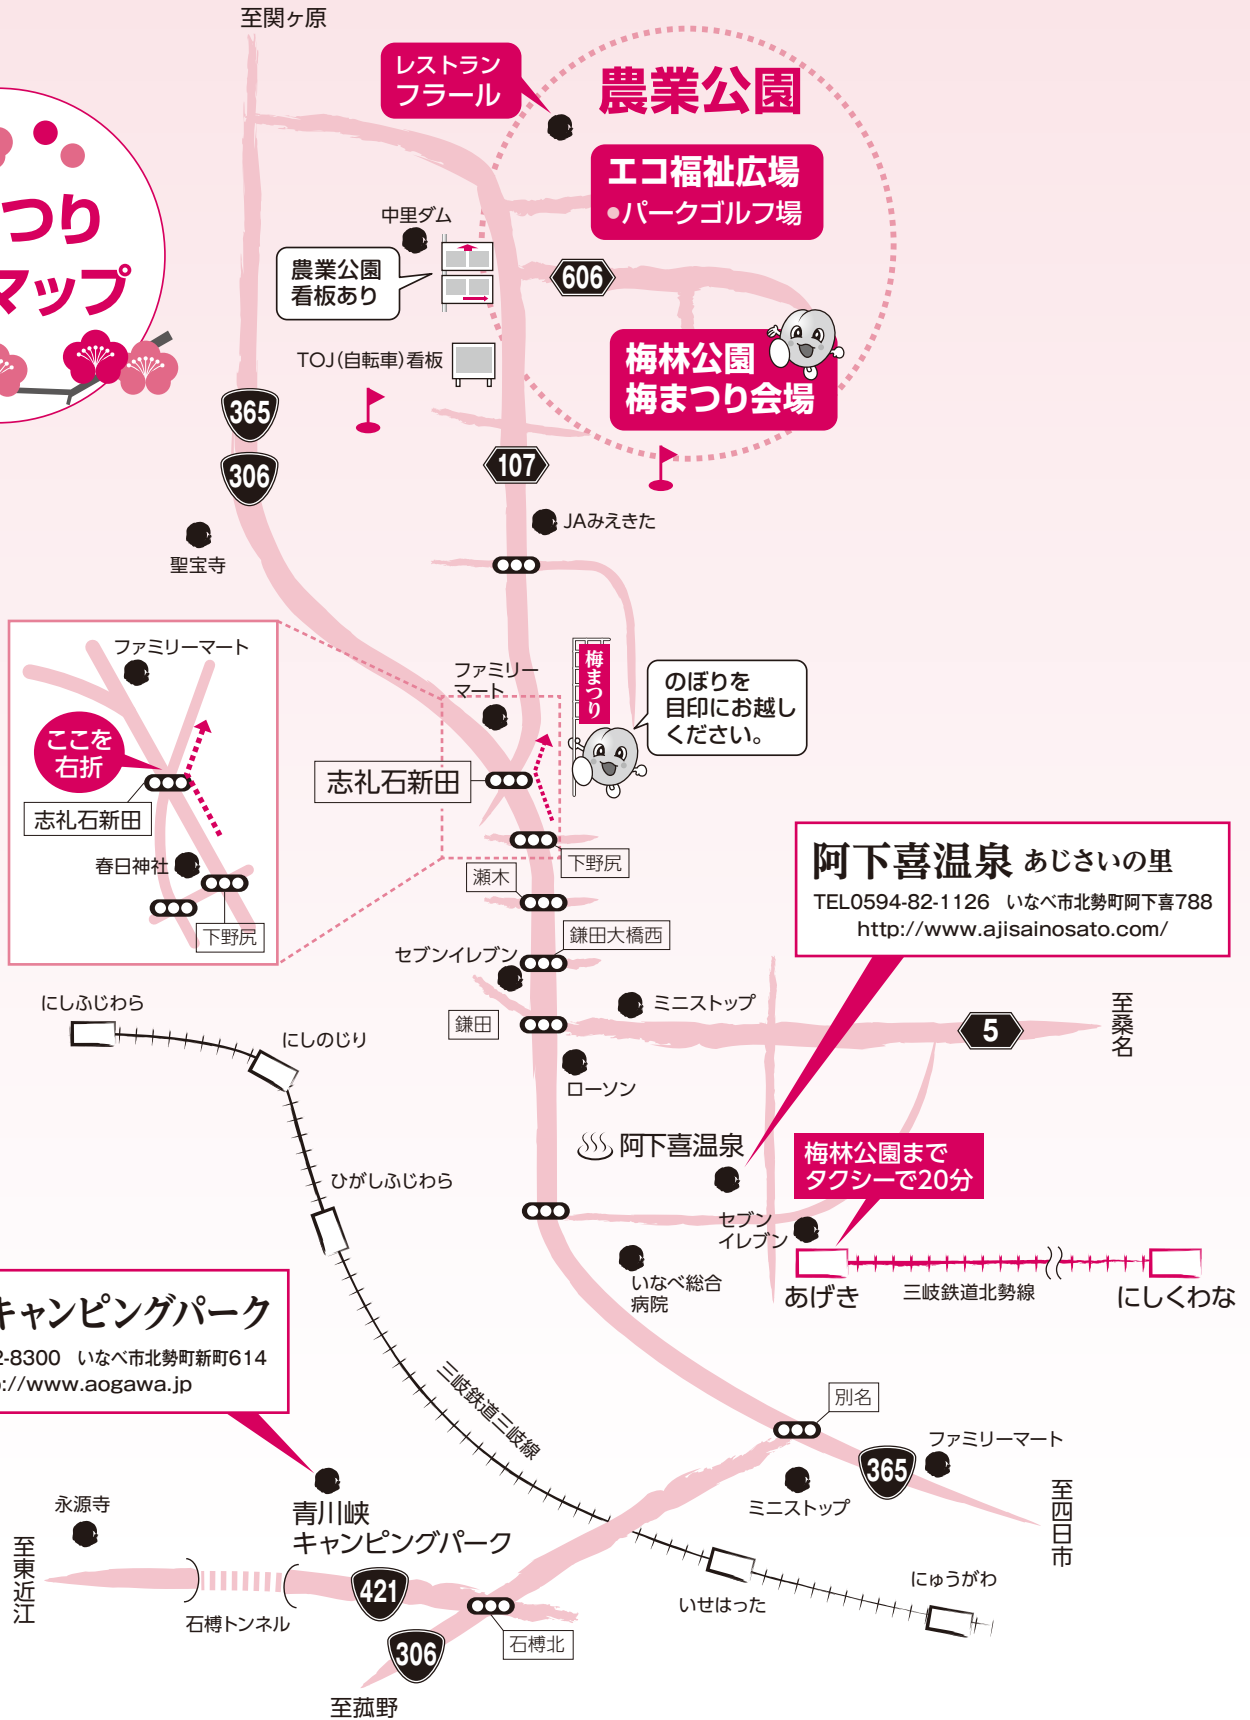 至関ヶ原
レストラン
フラール
農業公園
エコ福祉広場
●パークゴルフ場
つり
マップ
中里ダム
農業公園
看板あり
606
TOJ(自転車)看板
梅林公園
梅まつり会場
365
306
107
JAみえきた
聖宝寺
ファミリーマート
ここを
右折
志礼石新田
春日神社
下野尻
ファミリー
マート
梅まつり
のぼりを
目印にお越し
ください。
志礼石新田
下野尻
瀬木
鎌田大橋西
セブンイレブン
鎌田
ミニストップ
5
至桑名
ローソン
阿下喜温泉 あじさいの里
TEL0594-82-1126 いなべ市北勢町阿下喜788
http://www.ajisainosato.com/
にしふじわら
にしのじり
ひがしふじわら
阿下喜温泉
梅林公園まで
タクシーで20分
セブン
イレブン
いなべ総合
病院
あげき
三岐鉄道北勢線
にしくわな
キャンピングパーク
2-8300 いなべ市北勢町新町614
://www.aogawa.jp
三岐鉄道三岐線
別名
ファミリーマート
365
ミニストップ
至四日市
永源寺
青川峡
キャンピングパーク
至東近江
石榑トンネル
421
石榑北
306
至菰野
いせはった
にゅうがわ